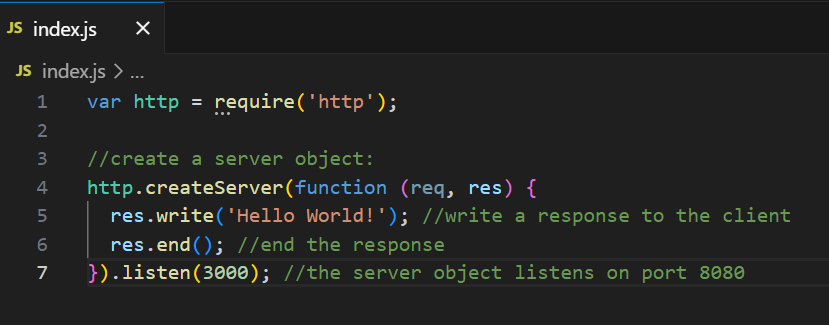 JS index.js ×
JS index.js > ...
1 var http = require('http');
2
3 //create a server object:
4 http.createServer(function (req, res) {
5   res.write('Hello World!'); //write a response to the client
6   res.end(); //end the response
7 }).listen(3000); //the server object listens on port 8080